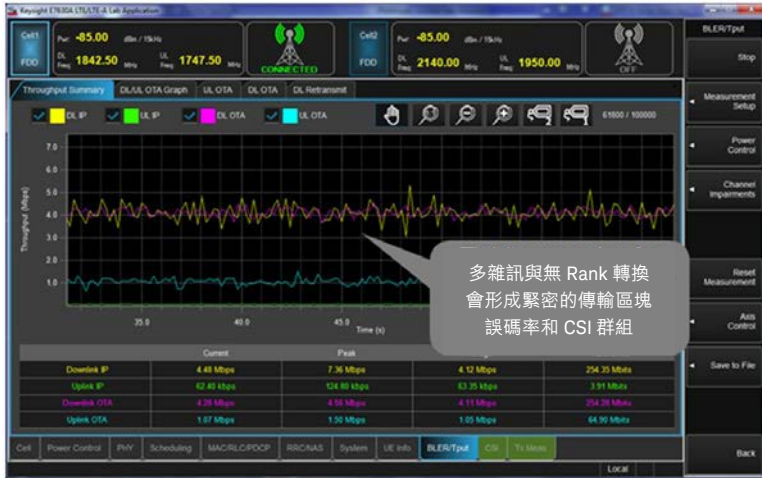 Keysight E7630A LTE/LTE-A Lab Application
Cell1
FDD
Pwr: -85.00 dBm / 15kHz
DL Freq 1842.50 MHz
UL Freq 1747.50 MHz
CONNECTED
Cell2
FDD
Pwr: -85.00 dBm / 15kHz
DL Freq 2140.00 MHz
UL Freq 1950.00 MHz
OFF
BLER/Tput
Stop
Measurement Setup
Power Control
Channel Impairments
Reset Measurement
Axis Control
Save to File
Back
Throughput Summary
DL/UL OTA Graph
UL OTA
DL OTA
DL Retransmit
DL IP
UL IP
DL OTA
UL OTA
61800 / 100000
Throughput (Mbps)
7.0
6.0
5.0
4.0
3.0
2.0
1.0
35.0
40.0
45.0
Time (s)
多雜訊與無 Rank 轉換
會形成緊密的傳輸區塊
誤碼率和 CSI 群組
Current
Peak
Downlink IP 4.48 Mbps 7.36 Mbps 4.12 Mbps 254.35 Mbits
Uplink IP 62.40 kbps 124.80 kbps 63.35 kbps 3.91 Mbits
Downlink OTA 4.28 Mbps 4.56 Mbps 4.11 Mbps 254.28 Mbits
Uplink OTA 1.07 Mbps 1.50 Mbps 1.05 Mbps 64.90 Mbits
Cell
Power Control
PHY
Scheduling
MAC/RLC/PDCP
RRC/NAS
System
UE Info
BLER/Tput
CSI
Tx Meas
Local